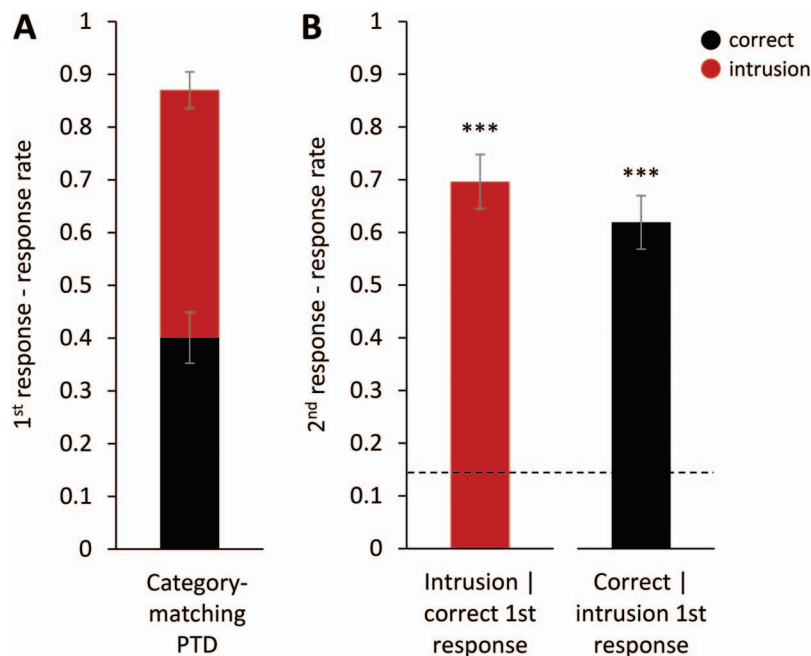 A
1st response - response rate
1
0.9
0.8
0.7
0.6
0.5
0.4
0.3
0.2
0.1
0
Category-
matching
PTD
B
2nd response - response rate
1
0.9
0.8
0.7
0.6
0.5
0.4
0.3
0.2
0.1
0
***
***
correct
intrusion
Intrusion |
correct 1st
response
Correct |
intrusion 1st
response